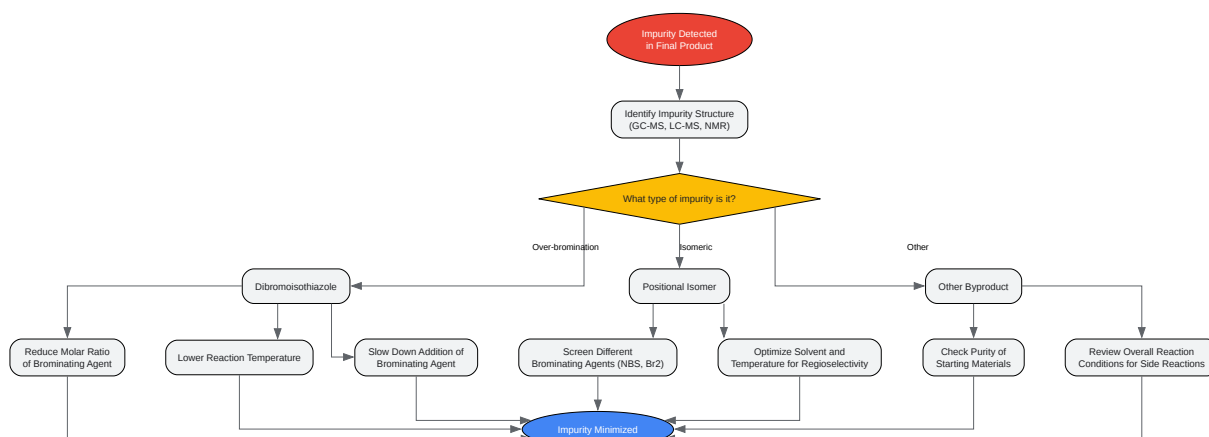 Impurity Detected
in Final Product
Identify Impurity Structure
(GC-MS, LC-MS, NMR)
What type of impurity is it?
Over-bromination
Isomeric
Other
Dibromoisothiazole
Positional Isomer
Other Byproduct
Reduce Molar Ratio
of Brominating Agent
Lower Reaction Temperature
Slow Down Addition of
Brominating Agent
Screen Different
Brominating Agents (NBS, Br2)
Optimize Solvent and
Temperature for Regioselectivity
Check Purity of
Starting Materials
Review Overall Reaction
Conditions for Side Reactions
Impurity Minimized